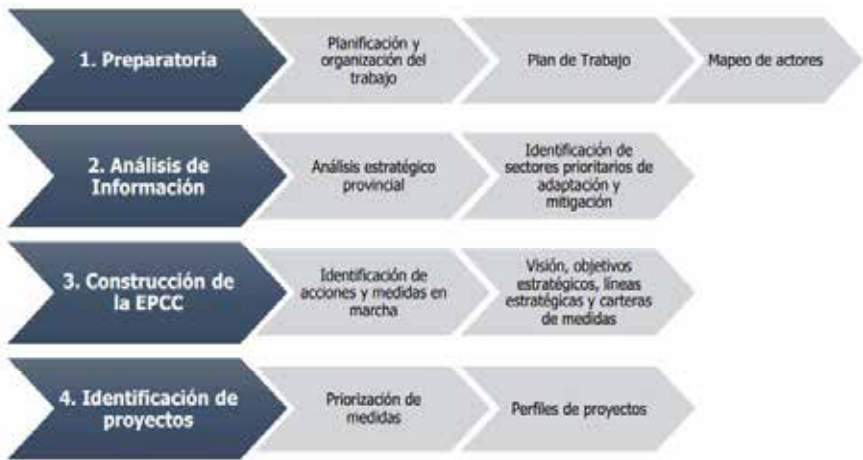 1. Preparatoria
Planificación y
organización del
trabajo
Plan de Trabajo
Mapeo de actores
2. Análisis de
Información
Análisis estratégico
provincial
Identificación de
sectores prioritarios de
adaptación y
mitigación
3. Construcción de
la EPCC
Identificación de
acciones y medidas en
marcha
Visión, objetivos
estratégicos, líneas
estratégicas y carteras
de medidas
4. Identificación de
proyectos
Priorización de
medidas
Perfiles de proyectos